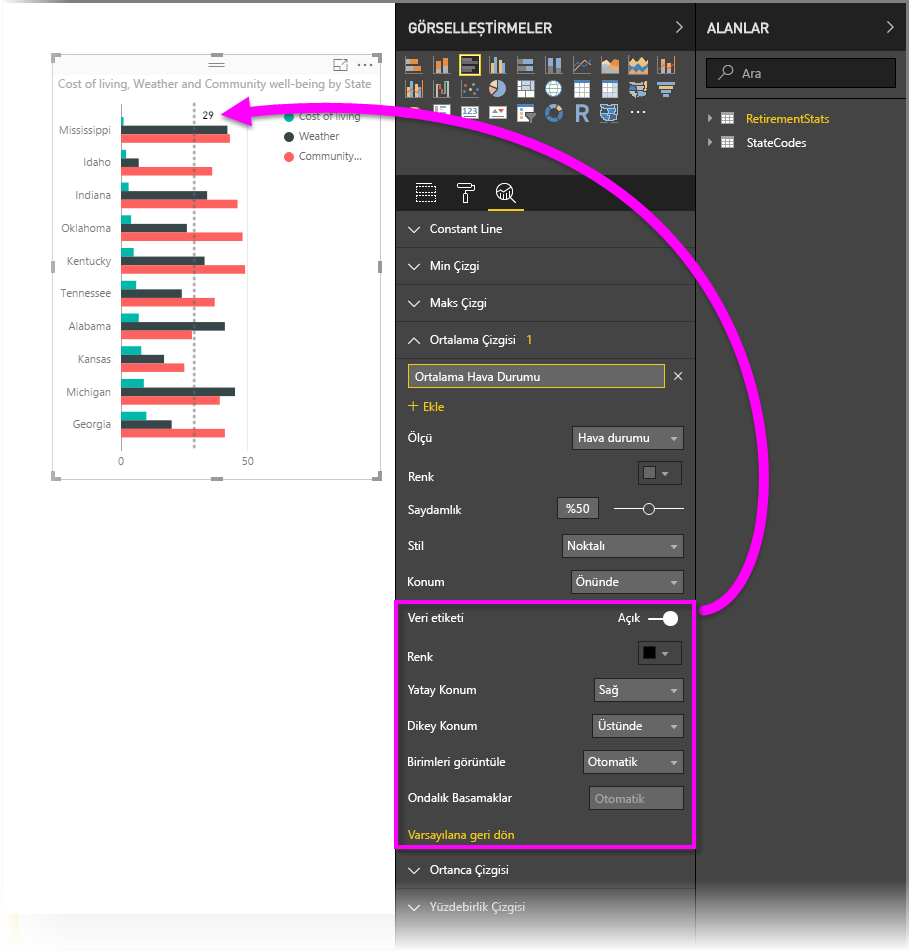 Cost of living, Weather and Community well-being by State
29
Cost of living
Weather
Community...
Mississippi
Idaho
Indiana
Oklahoma
Kentucky
Tennessee
Alabama
Kansas
Michigan
Georgia
0
50
GÖRSELLEŞTİRMELER
R
123
Constant Line
Min Çizgi
Maks Çizgi
Ortalama Çizgisi 1
Ortalama Hava Durumu
+ Ekle
Ölçü Hava durumu
Renk
Saydamlık %50
Stil Noktalı
Konum Önünde
Veri etiketi Açık
Renk
Yatay Konum Sağ
Dikey Konum Üstünde
Birimleri görüntüle Otomatik
Ondalık Basamaklar Otomatik
Varsayılana geri dön
Ortanca Çizgisi
Yüzdebirlik Çizgisi
ALANLAR
Ara
RetirementStats
StateCodes